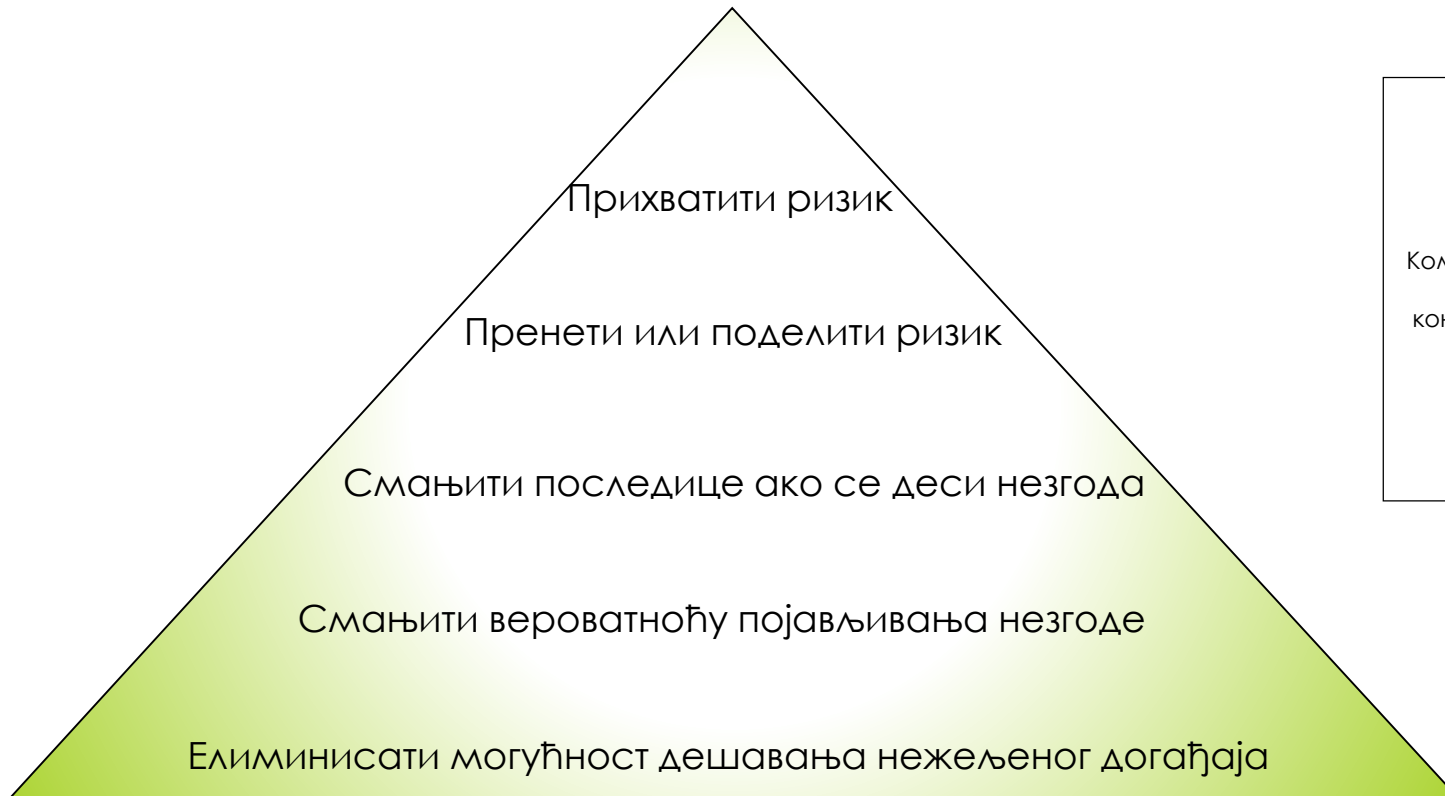 Прихватити ризик
Пренети или поделити ризик
Смањити последице ако се деси незгода
Смањити вероватноћу појављивања незгоде
Елиминисати могућност дешавања нежељеног догађаја